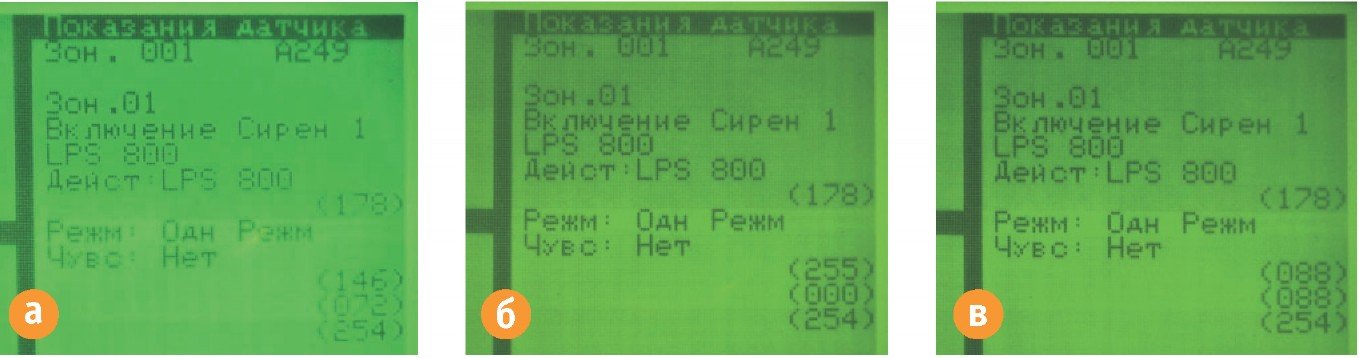 Показания датчика
Зон. 001 A249
Зон.01
Включение Сирен 1
LPS 800
Дейст:LPS 800
(178)
Режм: Одн Режм
Чувс: Нет
(146)
(072)
(254)
а
Показания датчика
Зон. 001 A249
Зон.01
Включение Сирен 1
LPS 800
Дейст:LPS 800
(178)
Режм: Одн Режм
Чувс: Нет
(255)
(000)
(254)
б
Показания датчика
Зон. 001 A249
Зон.01
Включение Сирен 1
LPS 800
Дейст:LPS 800
(178)
Режм: Одн Режм
Чувс: Нет
(088)
(088)
(254)
в